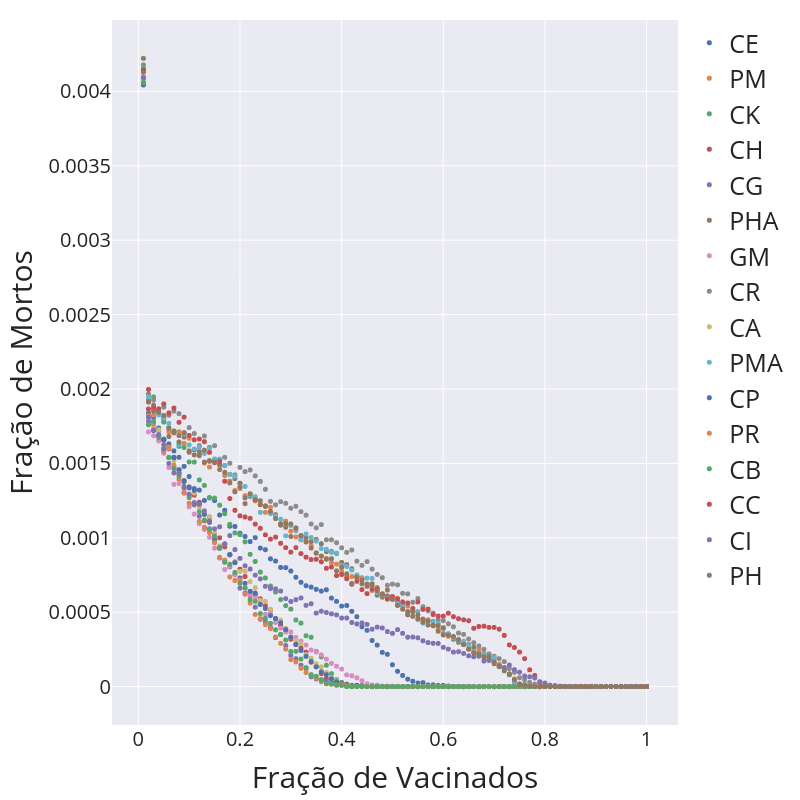 0.004
0.0035
0.003
0.0025
0.002
0.0015
0.001
0.0005
0
Fração de Mortos
0 0.2 0.4 0.6 0.8 1
Fração de Vacinados
CE
PM
CK
CH
CG
PHA
GM
CR
CA
PMA
CP
PR
CB
CC
CI
PH